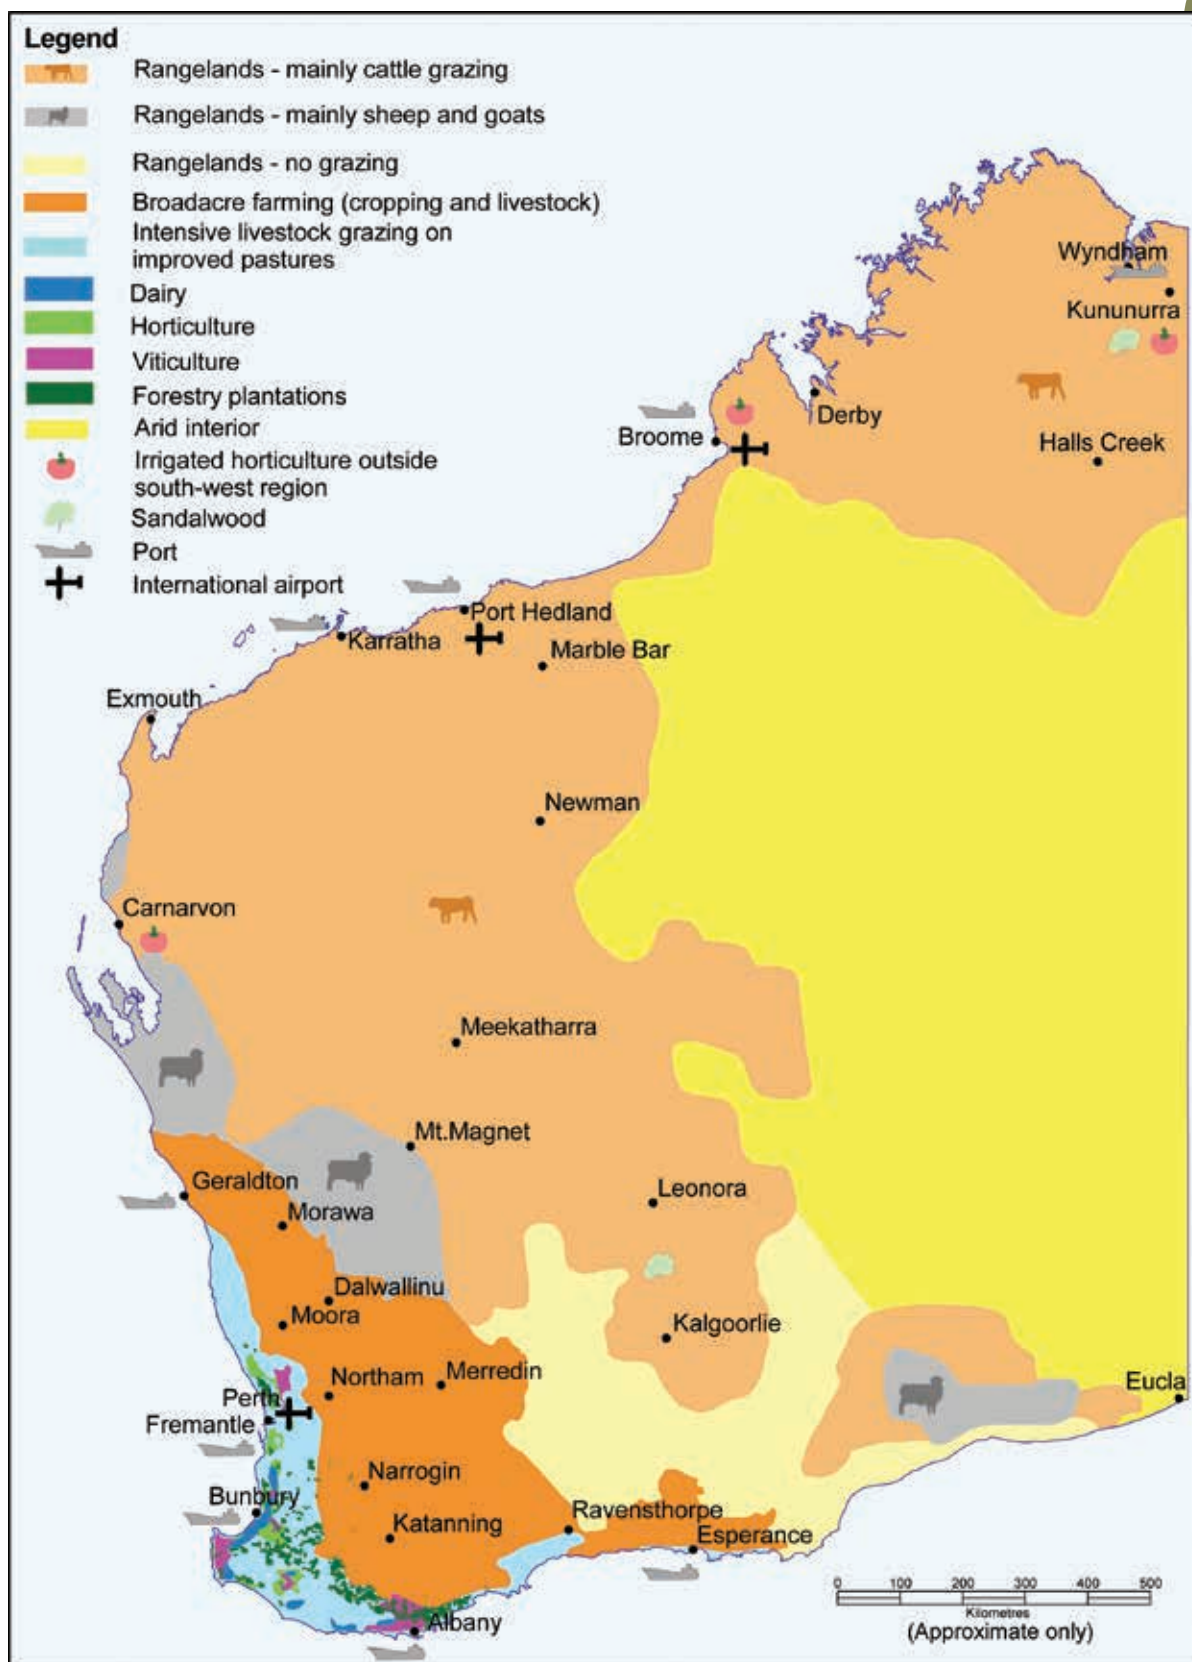 Legend
Rangelands - mainly cattle grazing
Rangelands - mainly sheep and goats
Rangelands - no grazing
Broadacre farming (cropping and livestock)
Intensive livestock grazing on
improved pastures
Dairy
Horticulture
Viticulture
Forestry plantations
Arid interior
Irrigated horticulture outside
south-west region
Sandalwood
Port
International airport
Wyndham
Kununurra
Derby
Broome
Halls Creek
Port Hedland
Karratha
Marble Bar
Exmouth
Newman
Carnarvon
Meekatharra
Mt.Magnet
Geraldton
Leonora
Morawa
Dalwallinu
Moora
Kalgoorlie
Northam
Merredin
Eucla
Perth
Fremantle
Narrogin
Bunbury
Ravensthorpe
Katanning
Esperance
Albany
0 100 200 300 400 500
Kilometres
(Approximate only)